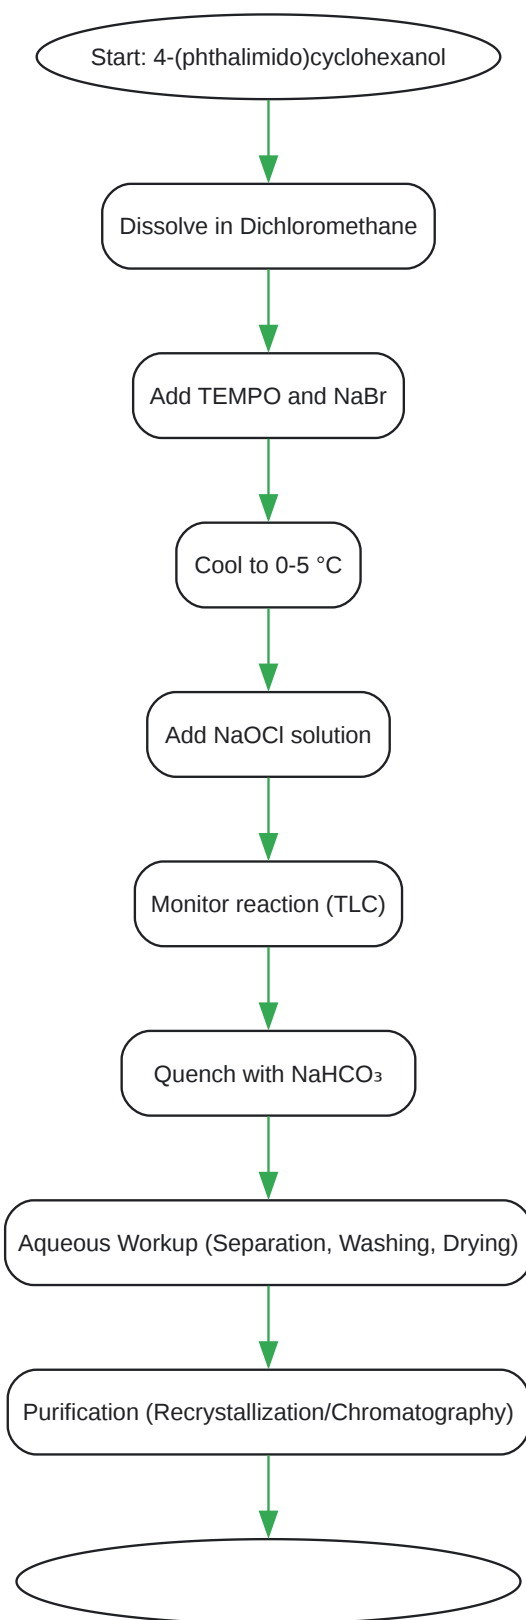 Start: 4-(phthalimido)cyclohexanol
Dissolve in Dichloromethane
Add TEMPO and NaBr
Cool to 0-5 °C
Add NaOCl solution
Monitor reaction (TLC)
Quench with NaHCO₃
Aqueous Workup (Separation, Washing, Drying)
Purification (Recrystallization/Chromatography)